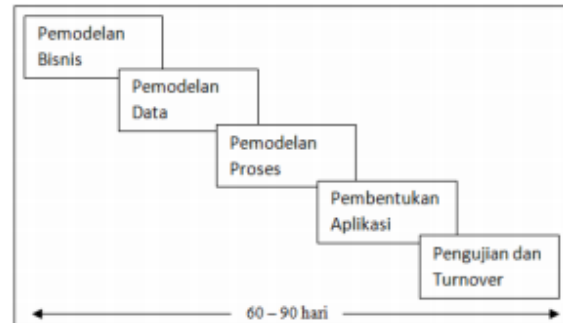 Pemodelan
Bisnis
Pemodelan
Data
Pemodelan
Proses
Pembentukan
Aplikasi
Pengujian dan
Turnover
60 – 90 hari